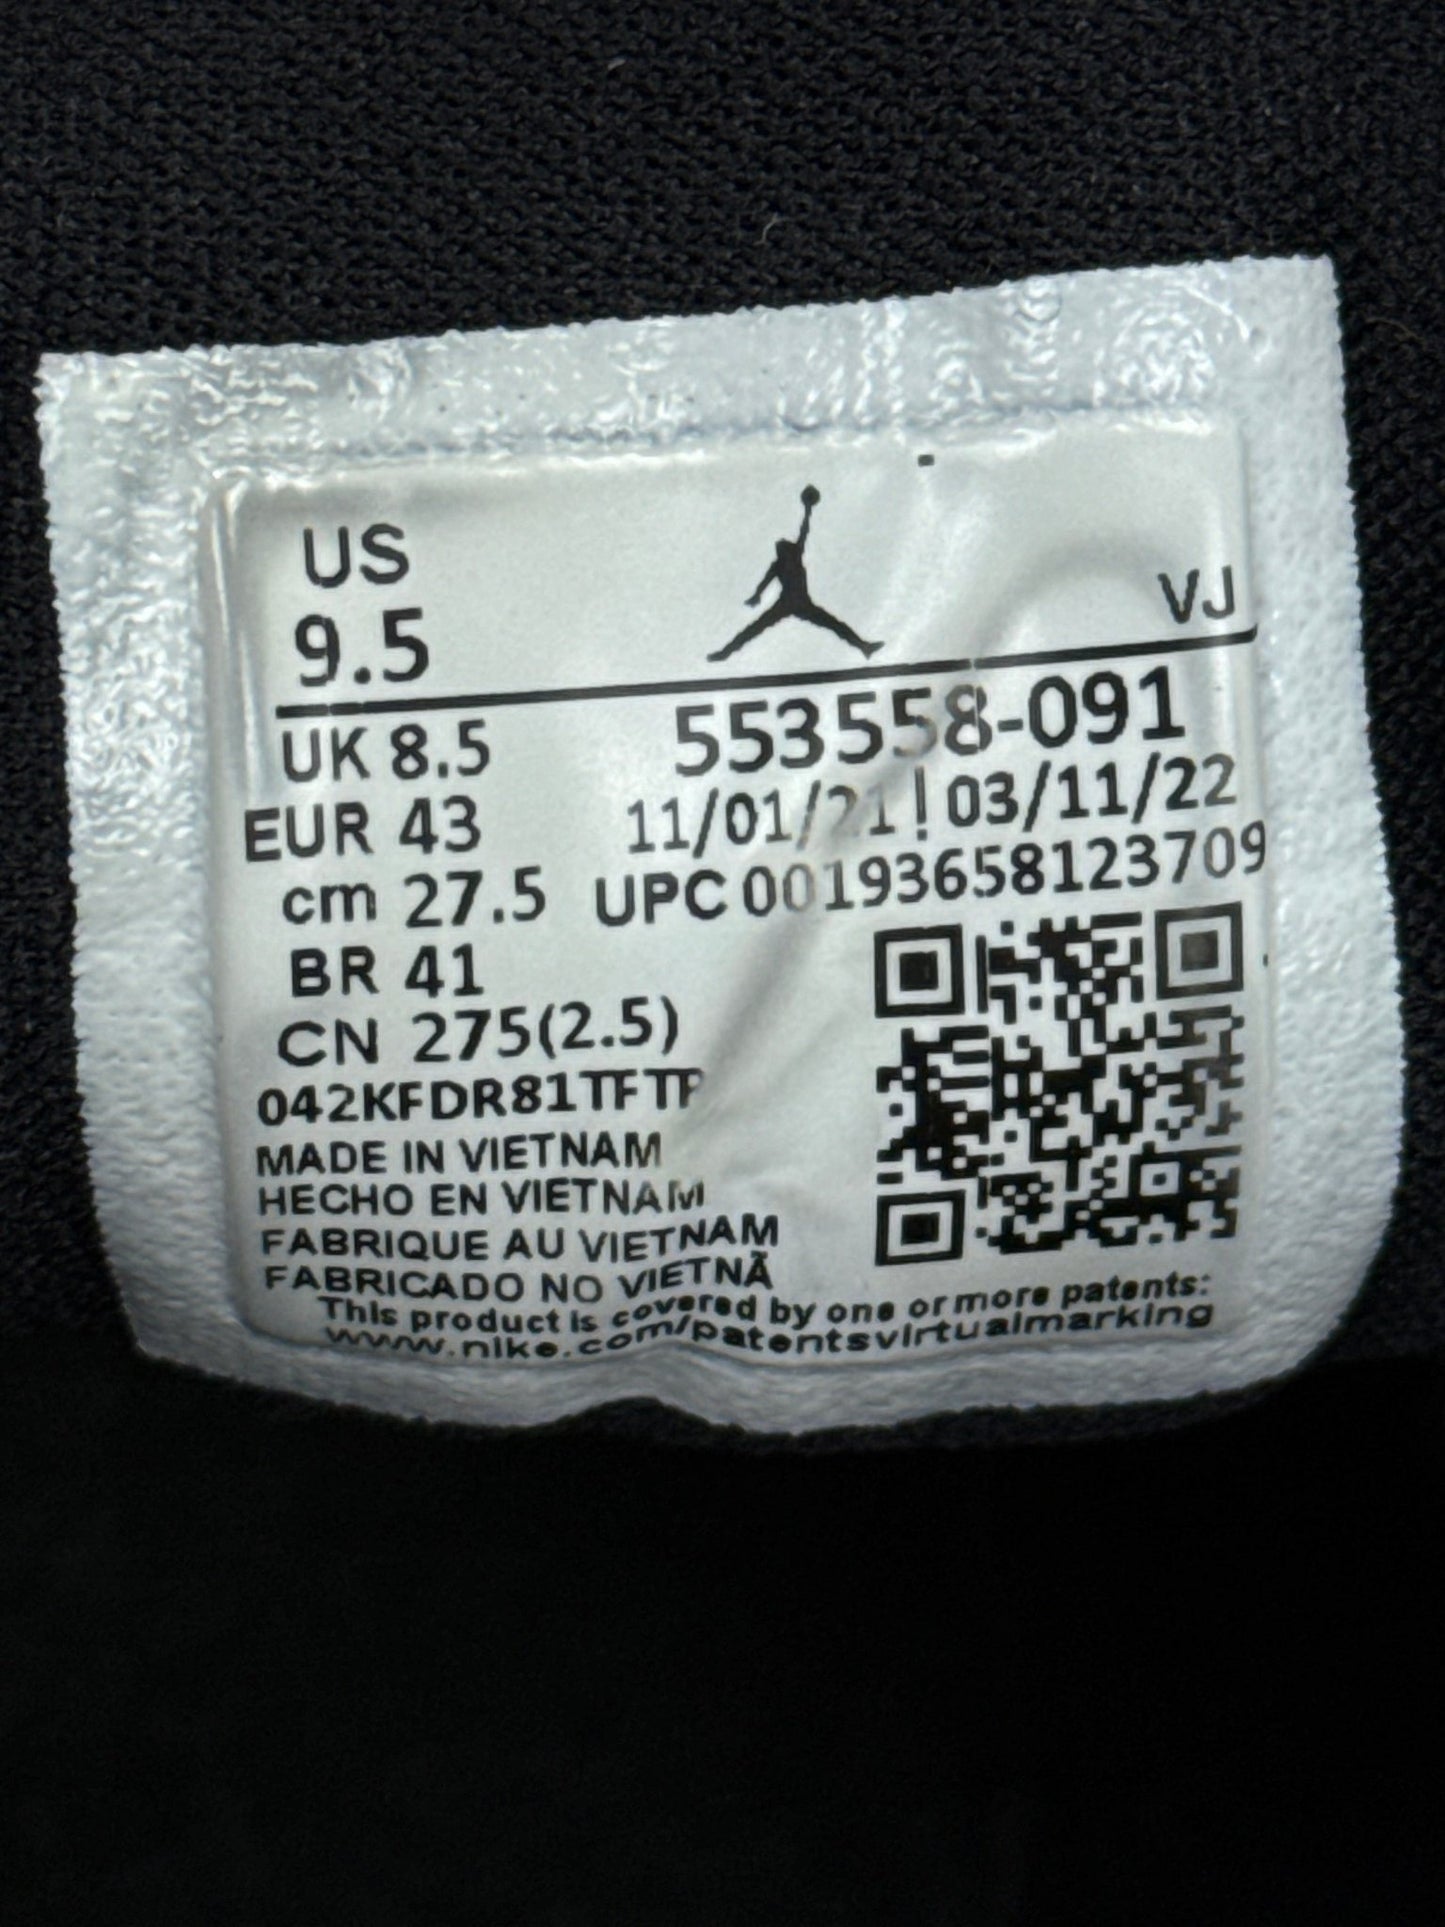 US
9.5
VJ
UK 8.5
553558-091
EUR 43
11/01/21 ! 03/11/22
cm 27.5
UPC 00193658123709
BR 41
CN 275(2.5)
042KFDR81TFTP
MADE IN VIETNAM
HECHO EN VIETNAM
FABRIQUE AU VIETNAM
FABRICADO NO VIETNÃ
This product is covered by one or more patents:
www.nike.com/patentsvirtualmarking